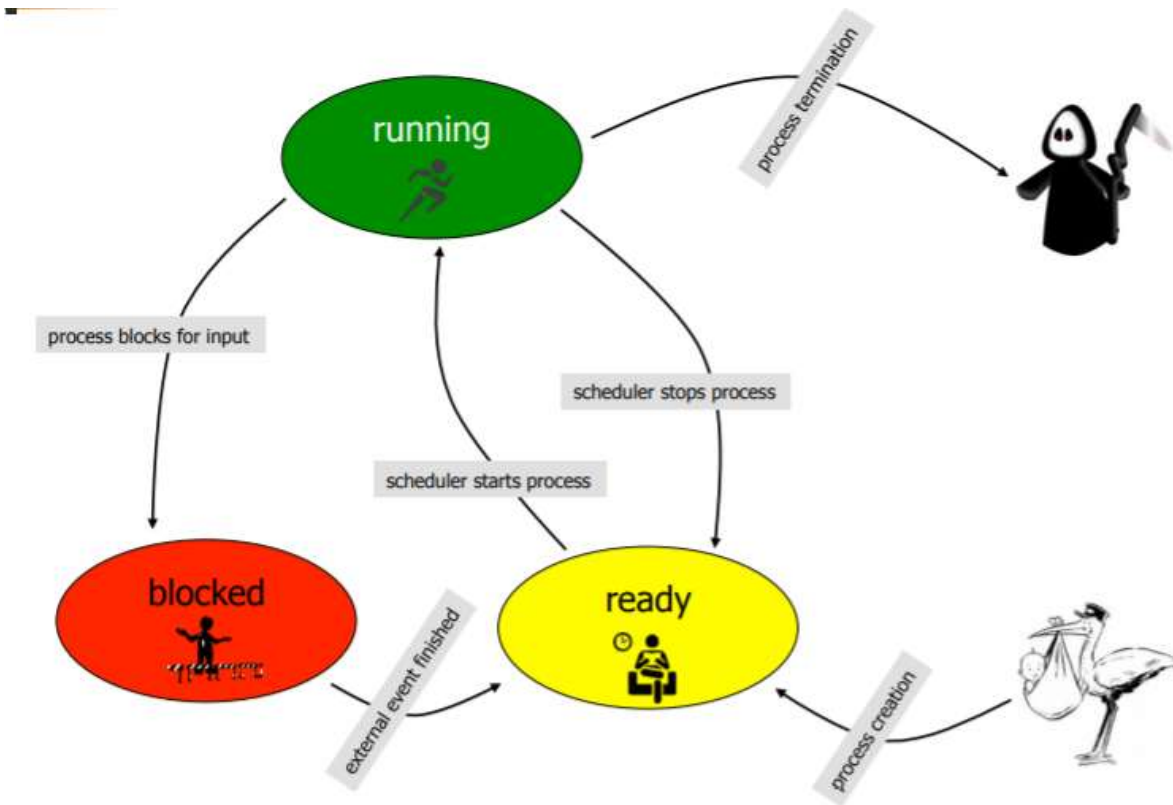 running
process termination
process blocks for input
scheduler stops process
scheduler starts process
blocked
ready
external event finished
process creation